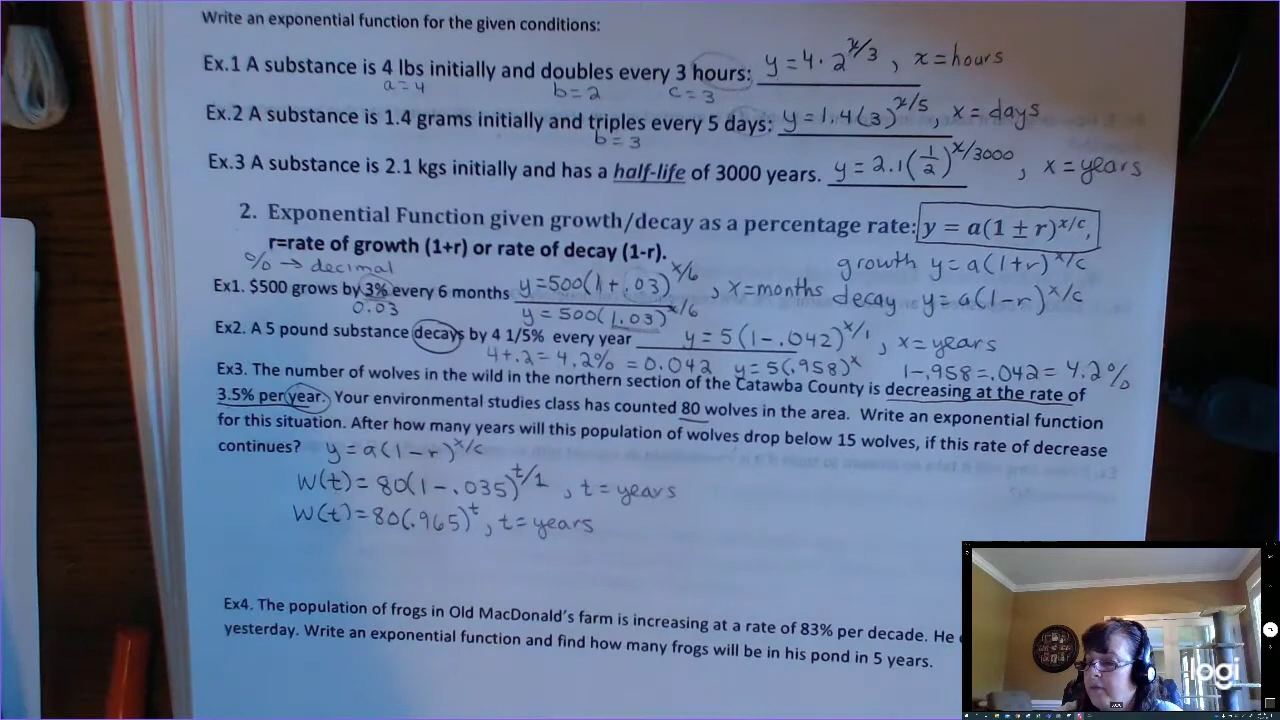 Write an exponential function for the given conditions:
Ex.1 A substance is 4 lbs initially and doubles every 3 hours: y = 4 · 2^(x/3), x = hours
a = 4 b = 2 c = 3
Ex.2 A substance is 1.4 grams initially and triples every 5 days: y = 1.4(3)^(x/5), x = days
b = 3
Ex.3 A substance is 2.1 kgs initially and has a half-life of 3000 years. y = 2.1(1/2)^(x/3000), x = years
2. Exponential Function given growth/decay as a percentage rate: y = a(1 ± r)^(x/c),
r=rate of growth (1+r) or rate of decay (1-r).
% → decimal
growth y = a(1+r)^(x/c)
Ex1. $500 grows by 3% every 6 months y = 500(1 + .03)^(x/6), x = months
decay y = a(1-r)^(x/c)
0.03 y = 500(1.03)^(x/6)
Ex2. A 5 pound substance decays by 4 1/5% every year y = 5(1 - .042)^(x/1), x = years
4 + .2 = 4.2% = 0.042 y = 5(.958)^x 1 - .958 = .042 = 4.2%
Ex3. The number of wolves in the wild in the northern section of the Catawba County is decreasing at the rate of
3.5% per year. Your environmental studies class has counted 80 wolves in the area. Write an exponential function
for this situation. After how many years will this population of wolves drop below 15 wolves, if this rate of decrease
continues? y = a(1-r)^(x/c)
W(t) = 80(1 - .035)^(t/1), t = years
W(t) = 80(.965)^t, t = years
Ex4. The population of frogs in Old MacDonald's farm is increasing at a rate of 83% per decade. He
yesterday. Write an exponential function and find how many frogs will be in his pond in 5 years.
logi